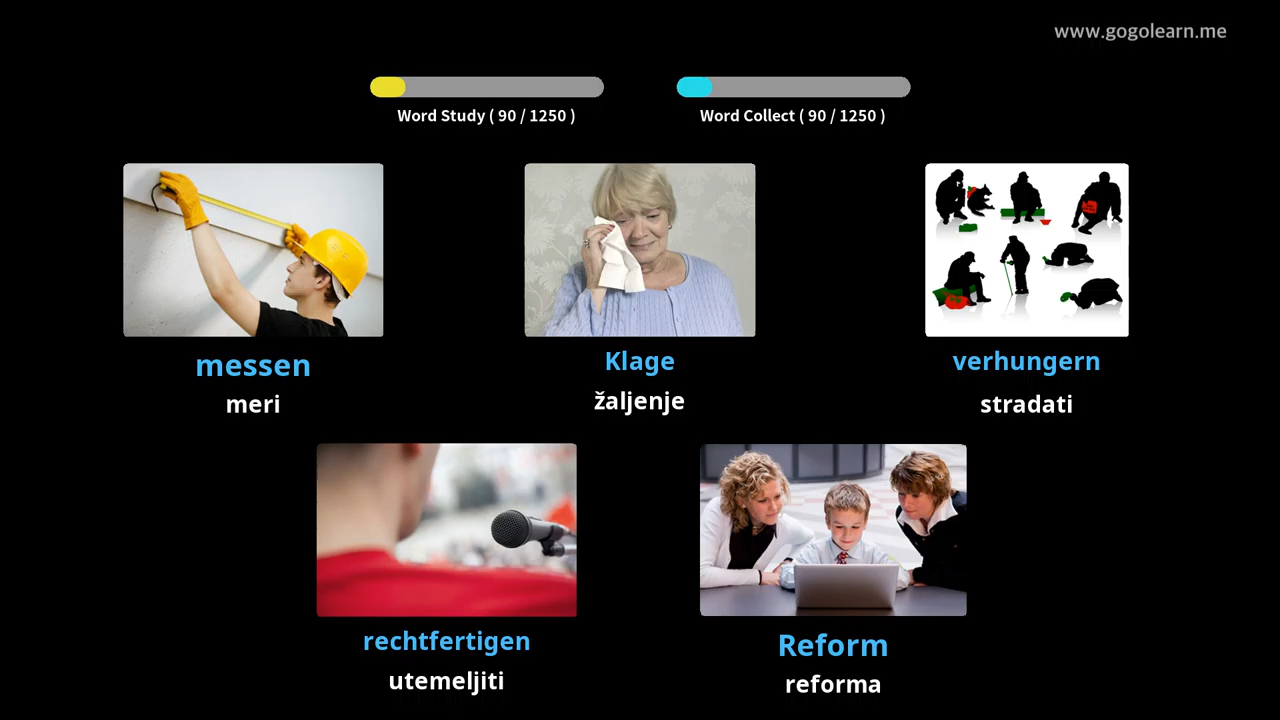 www.gogolearn.me
Word Study ( 90 / 1250 )
Word Collect ( 90 / 1250 )
messen
meri
Klage
žaljenje
verhungern
stradati
rechtfertigen
utemeljiti
Reform
reforma